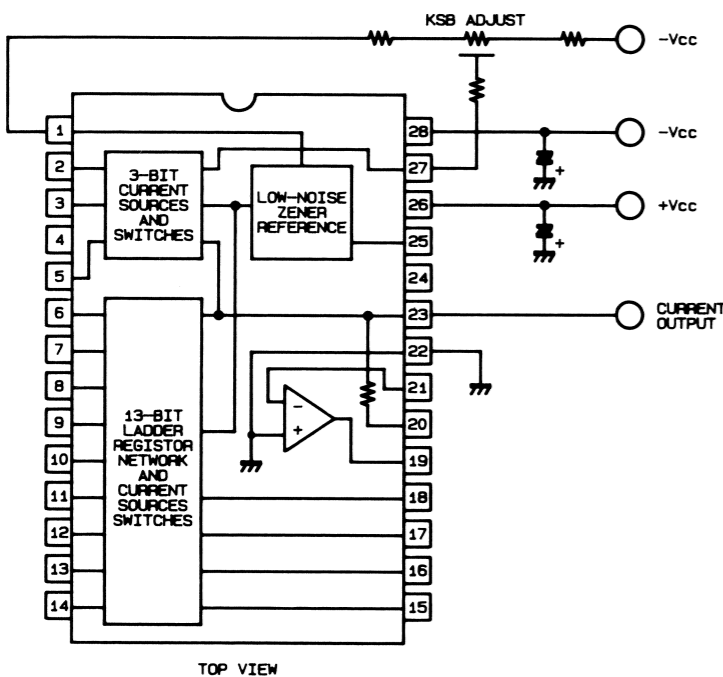 KSB ADJUST
-Vcc
1
28
-Vcc
2
3-BIT
CURRENT
SOURCES
AND
SWITCHES
LOW-NOISE
ZENER
REFERENCE
27
+
3
26
+Vcc
4
25
+
5
24
6
23
CURRENT
OUTPUT
7
22
8
-
+
21
9
13-BIT
LADDER
REGISTOR
NETWORK
AND
CURRENT
SOURCES
SWITCHES
20
10
19
11
18
12
17
13
16
14
15
TOP VIEW